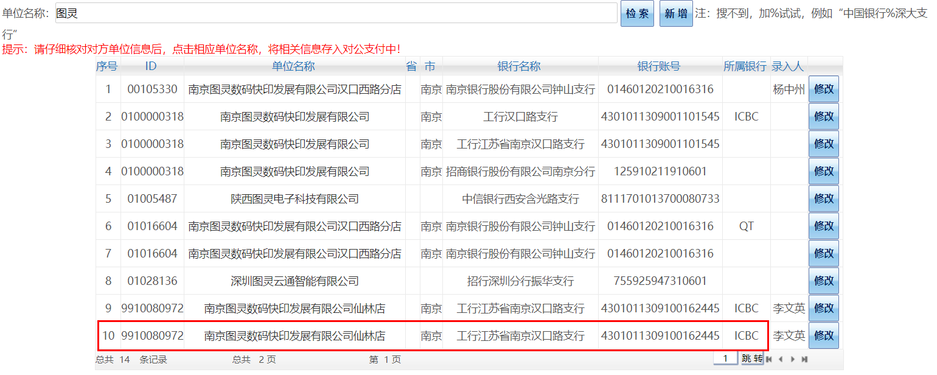 单位名称：图灵 检 索 新 增 注：搜不到，加%试试，例如“中国银行%深大支
行”
提示：请仔细核对对方单位信息后，点击相应单位名称，将相关信息存入对公支付中！
序号 ID 单位名称 省 市 银行名称 银行账号 所属银行 录入人
1 00105330 南京图灵数码快印发展有限公司汉口西路分店 南京 南京银行股份有限公司钟山支行 01460120210016316 杨中州 修改
2 0100000318 南京图灵数码快印发展有限公司 南京 工行汉口路支行 4301011309001101545 ICBC 修改
3 0100000318 南京图灵数码快印发展有限公司 南京 工行江苏省南京汉口路支行 4301011309001101545 修改
4 0100000318 南京图灵数码快印发展有限公司 南京 招商银行股份有限公司南京分行 125910211910601 修改
5 01005487 陕西图灵电子科技有限公司 中信银行西安含光路支行 8111701013700080733 修改
6 01016604 南京图灵数码快印发展有限公司汉口西路分店 南京 南京银行股份有限公司钟山支行 01460120210016316 QT 修改
7 01016604 南京图灵数码快印发展有限公司汉口西路分店 南京 南京银行股份有限公司钟山支行 01460120210016316 修改
8 01028136 深圳图灵云通智能有限公司 招行深圳分行振华支行 755925947310601 修改
9 9910080972 南京图灵数码快印发展有限公司仙林店 南京 工行江苏省南京汉口路支行 4301011309100162445 ICBC 李文英 修改
10 9910080972 南京图灵数码快印发展有限公司仙林店 南京 工行江苏省南京汉口路支行 4301011309100162445 ICBC 李文英 修改
总共 14 条记录 总共 2 页 第 1 页 1 跳 转